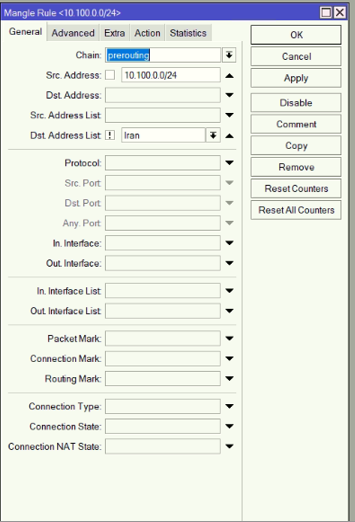 Mangle Rule <10.100.0.0/24>
General Advanced Extra Action Statistics
Chain: prerouting
Src. Address: 10.100.0.0/24
Dst. Address:
Src. Address List:
Dst. Address List: ! Iran
Protocol:
Src. Port:
Dst. Port:
Any. Port:
In. Interface:
Out. Interface:
In. Interface List:
Out. Interface List:
Packet Mark:
Connection Mark:
Routing Mark:
Connection Type:
Connection State:
Connection NAT State:
OK
Cancel
Apply
Disable
Comment
Copy
Remove
Reset Counters
Reset All Counters